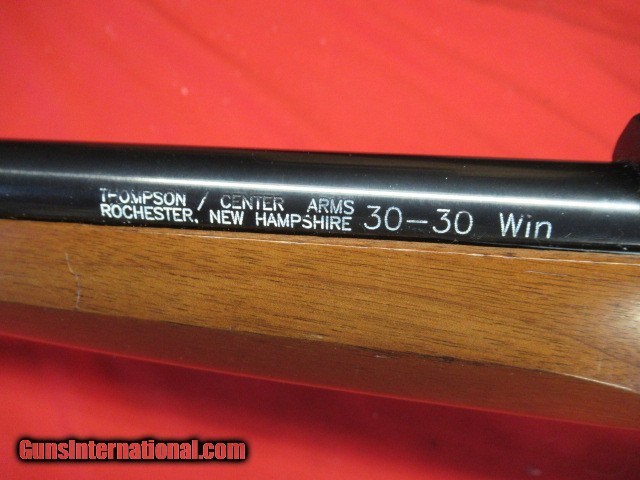 THOMPSON / CENTER ARMS
ROCHESTER, NEW HAMPSHIRE 30-30 Win
GunsInternational.com